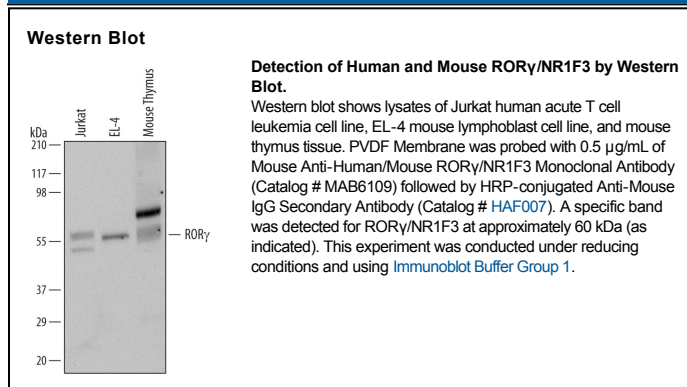 Western Blot
Jurkat
EL-4
Mouse Thymus
kDa
210
117
98
55
37
29
20
RORγ
Detection of Human and Mouse RORγ/NR1F3 by Western
Blot.
Western blot shows lysates of Jurkat human acute T cell
leukemia cell line, EL-4 mouse lymphoblast cell line, and mouse
thymus tissue. PVDF Membrane was probed with 0.5 µg/mL of
Mouse Anti-Human/Mouse RORγ/NR1F3 Monoclonal Antibody
(Catalog # MAB6109) followed by HRP-conjugated Anti-Mouse
IgG Secondary Antibody (Catalog # HAF007). A specific band
was detected for RORγ/NR1F3 at approximately 60 kDa (as
indicated). This experiment was conducted under reducing
conditions and using Immunoblot Buffer Group 1.